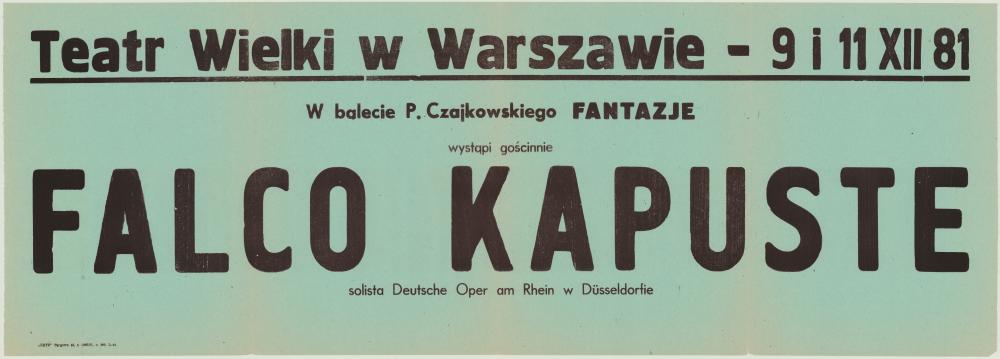 Teatr Wielki w Warszawie - 9 i 11 XII 81
W balecie P. Czajkowskiego FANTAZJE
wystąpi gościnnie
FALCO KAPUSTE
solista Deutsche Oper am Rhein w Düsseldorfie